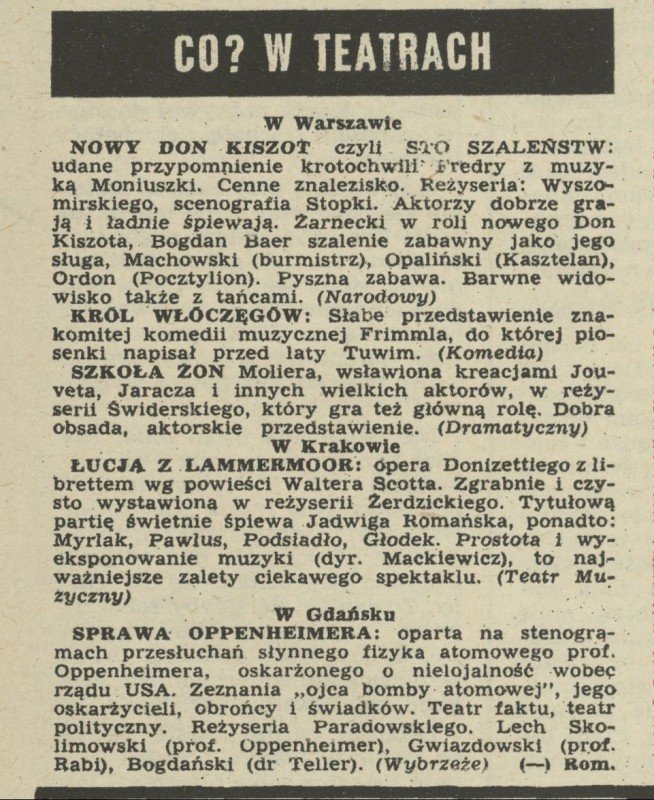 CO? W TEATRACH
W Warszawie
NOWY DON KISZOT czyli STO SZALEŃSTW:
udane przypomnienie krotochwili Fredry z muzy-
ką Moniuszki. Cenne znalezisko. Reżyseria: Wyszo-
mirskiego, scenografia Stopki. Aktorzy dobrze gra-
ją i ładnie śpiewają. Żarnecki w roli nowego Don
Kiszota, Bogdan Baer szalenie zabawny jako jego
sługa, Machowski (burmistrz), Opaliński (Kasztelan),
Ordon (Pocztylion). Pyszna zabawa. Barwne wido-
wisko także z tańcami. (Narodowy)
KRÓL WŁÓCZĘGÓW: Słabe przedstawienie zna-
komitej komedii muzycznej Frimmla, do której pio-
senki napisał przed laty Tuwim. (Komedia)
SZKOŁA ŻON Moliera, wsławiona kreacjami Jou-
veta, Jaracza i innych wielkich aktorów, w reży-
serii Świderskiego, który gra też główną rolę. Dobra
obsada, aktorskie przedstawienie. (Dramatyczny)
W Krakowie
ŁUCJA Z LAMMERMOOR: opera Donizettiego z li-
brettem wg powieści Waltera Scotta. Zgrabnie i czy-
sto wystawiona w reżyserii Żerdzickiego. Tytułową
partię świetnie śpiewa Jadwiga Romańska, ponadto:
Myrlak, Pawlus, Podsiadło, Głodek. Prostota i wy-
eksponowanie muzyki (dyr. Mackiewicz), to naj-
ważniejsze zalety ciekawego spektaklu. (Teatr Mu-
zyczny)
W Gdańsku
SPRAWA OPPENHEIMERA: oparta na stenogra-
mach przesłuchań słynnego fizyka atomowego prof.
Oppenheimera, oskarżonego o nielojalność wobec
rządu USA. Zeznania „ojca bomby atomowej", jego
oskarżycieli, obrońcy i świadków. Teatr faktu, teatr
polityczny. Reżyseria Paradowskiego. Lech Sko-
limowski (prof. Oppenheimer), Gwiazdowski (prof.
Rabi), Bogdański (dr Teller). (Wybrzeże) (—) Rom.